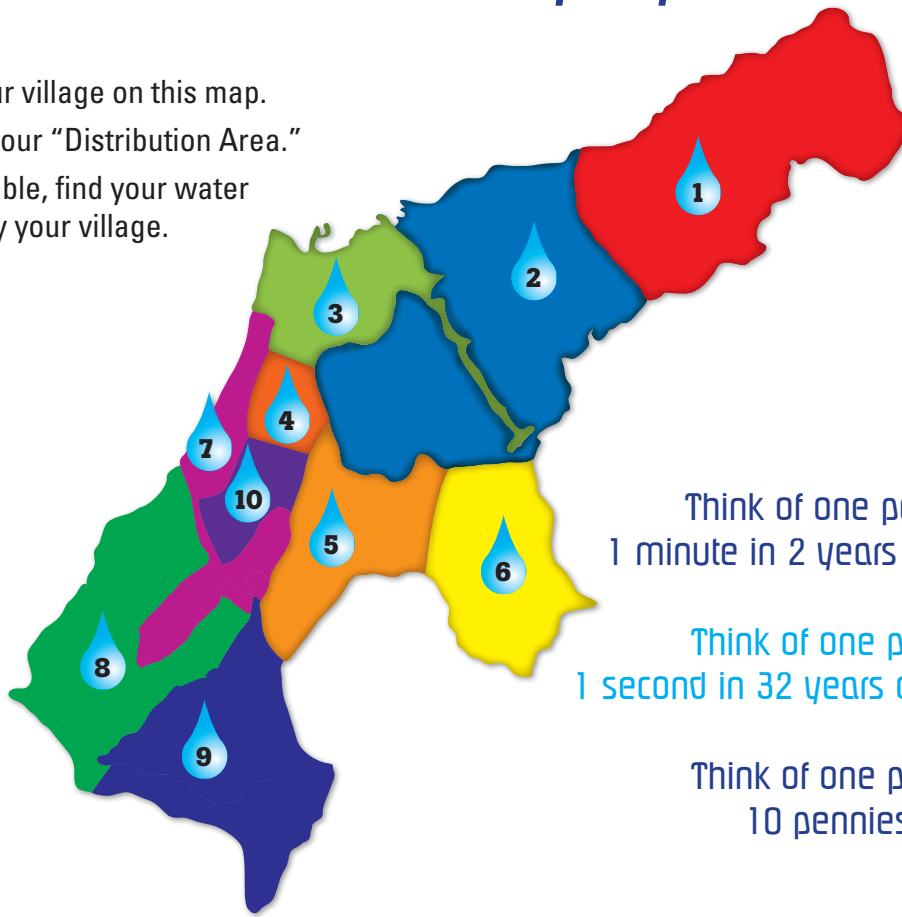 ur village on this map.
our “Distribution Area.”
ble, find your water
y your village.
1
2
3
4
7
10
5
6
8
9
Think of one p
1 minute in 2 years
Think of one p
1 second in 32 years
Think of one p
10 pennies